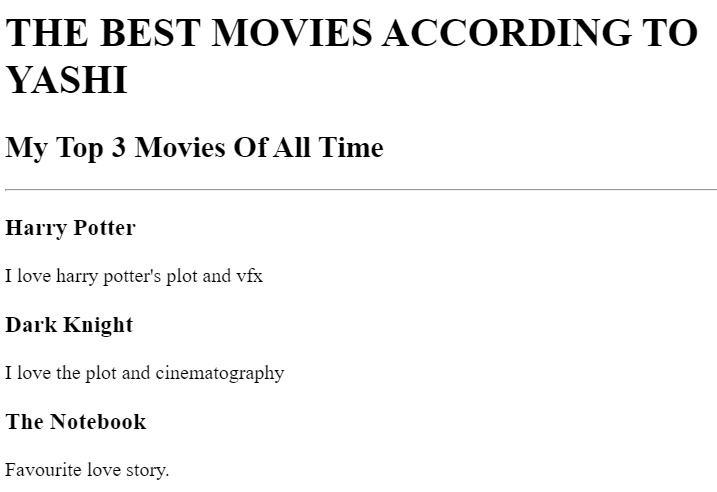 THE BEST MOVIES ACCORDING TO
YASHI
My Top 3 Movies Of All Time
Harry Potter
I love harry potter's plot and vfx
Dark Knight
I love the plot and cinematography
The Notebook
Favourite love story.